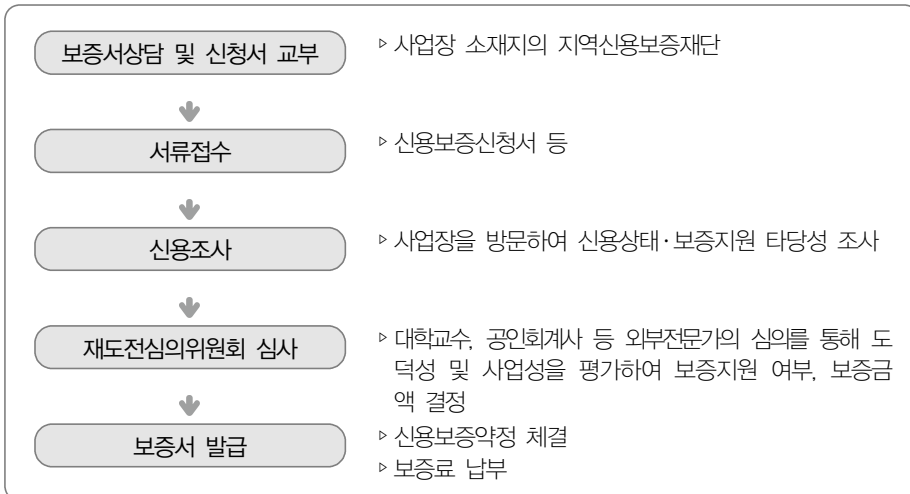 보증서상담 및 신청서 교부
▹ 사업장 소재지의 지역신용보증재단
서류접수
▹ 신용보증신청서 등
신용조사
▹ 사업장을 방문하여 신용상태·보증지원 타당성 조사
재도전심의위원회 심사
▹ 대학교수, 공인회계사 등 외부전문가의 심의를 통해 도
덕성 및 사업성을 평가하여 보증지원 여부, 보증금
액 결정
보증서 발급
▹ 신용보증약정 체결
▹ 보증료 납부